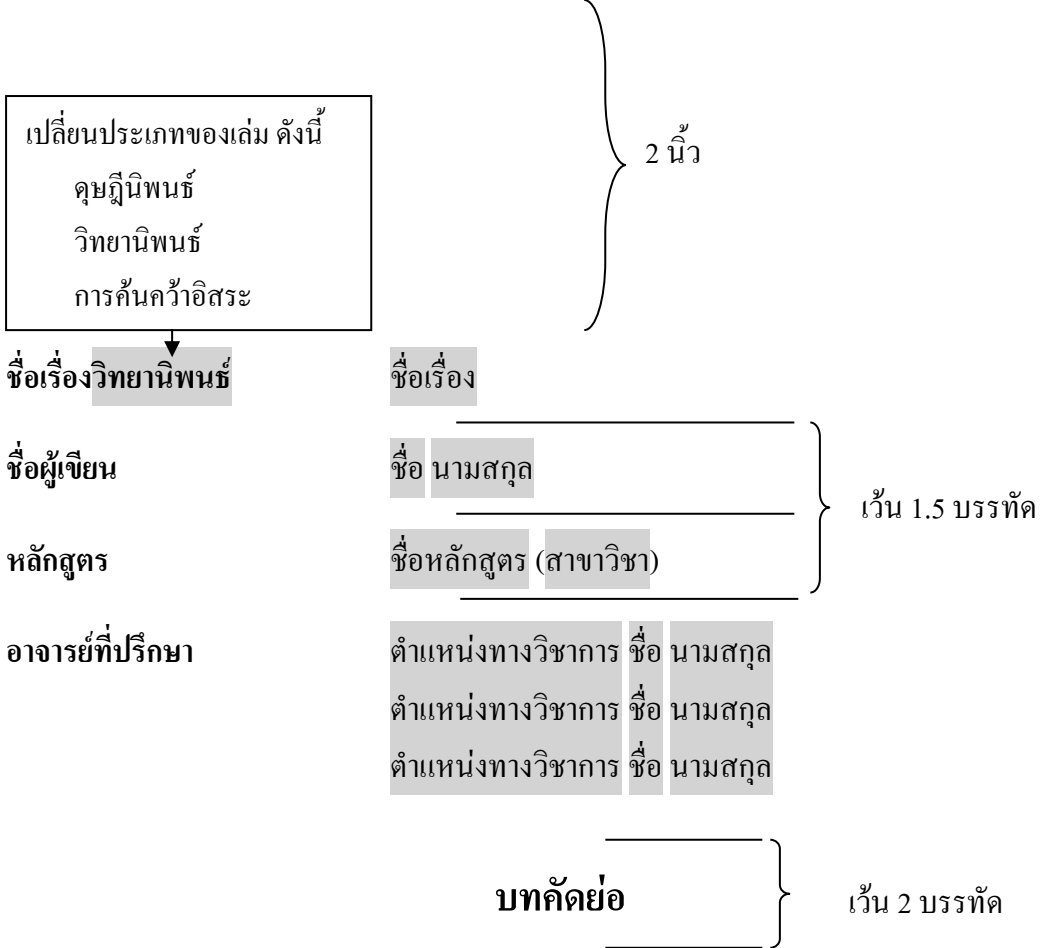 เปลี่ยนประเภทของเล่ม ดังนี้
ดุษฎีนิพนธ์
วิทยานิพนธ์
การค้นคว้าอิสระ
2 นิ้ว
ชื่อเรื่องวิทยานิพนธ์ ชื่อเรื่อง
ชื่อผู้เขียน ชื่อ นามสกุล
เว้น 1.5 บรรทัด
หลักสูตร ชื่อหลักสูตร (สาขาวิชา)
อาจารย์ที่ปรึกษา ตำแหน่งทางวิชาการ ชื่อ นามสกุล
ตำแหน่งทางวิชาการ ชื่อ นามสกุล
ตำแหน่งทางวิชาการ ชื่อ นามสกุล
บทคัดย่อ เว้น 2 บรรทัด